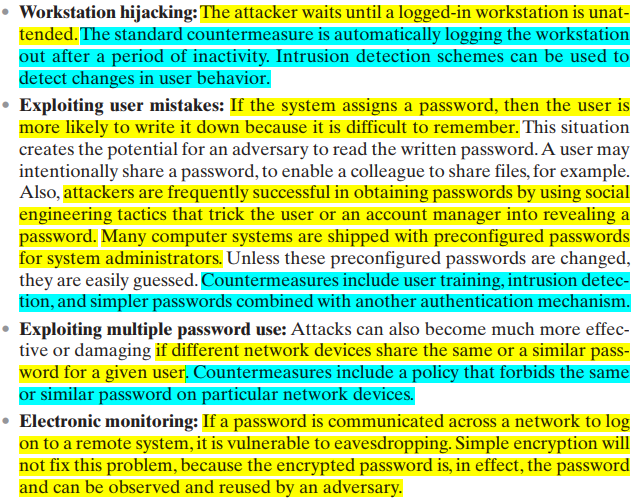 • Workstation hijacking: The attacker waits until a logged-in workstation is unat-
tended. The standard countermeasure is automatically logging the workstation
out after a period of inactivity. Intrusion detection schemes can be used to
detect changes in user behavior.
• Exploiting user mistakes: If the system assigns a password, then the user is
more likely to write it down because it is difficult to remember. This situation
creates the potential for an adversary to read the written password. A user may
intentionally share a password, to enable a colleague to share files, for example.
Also, attackers are frequently successful in obtaining passwords by using social
engineering tactics that trick the user or an account manager into revealing a
password. Many computer systems are shipped with preconfigured passwords
for system administrators. Unless these preconfigured passwords are changed,
they are easily guessed. Countermeasures include user training, intrusion detec-
tion, and simpler passwords combined with another authentication mechanism.
• Exploiting multiple password use: Attacks can also become much more effec-
tive or damaging if different network devices share the same or a similar pass-
word for a given user. Countermeasures include a policy that forbids the same
or similar password on particular network devices.
• Electronic monitoring: If a password is communicated across a network to log
on to a remote system, it is vulnerable to eavesdropping. Simple encryption will
not fix this problem, because the encrypted password is, in effect, the password
and can be observed and reused by an adversary.